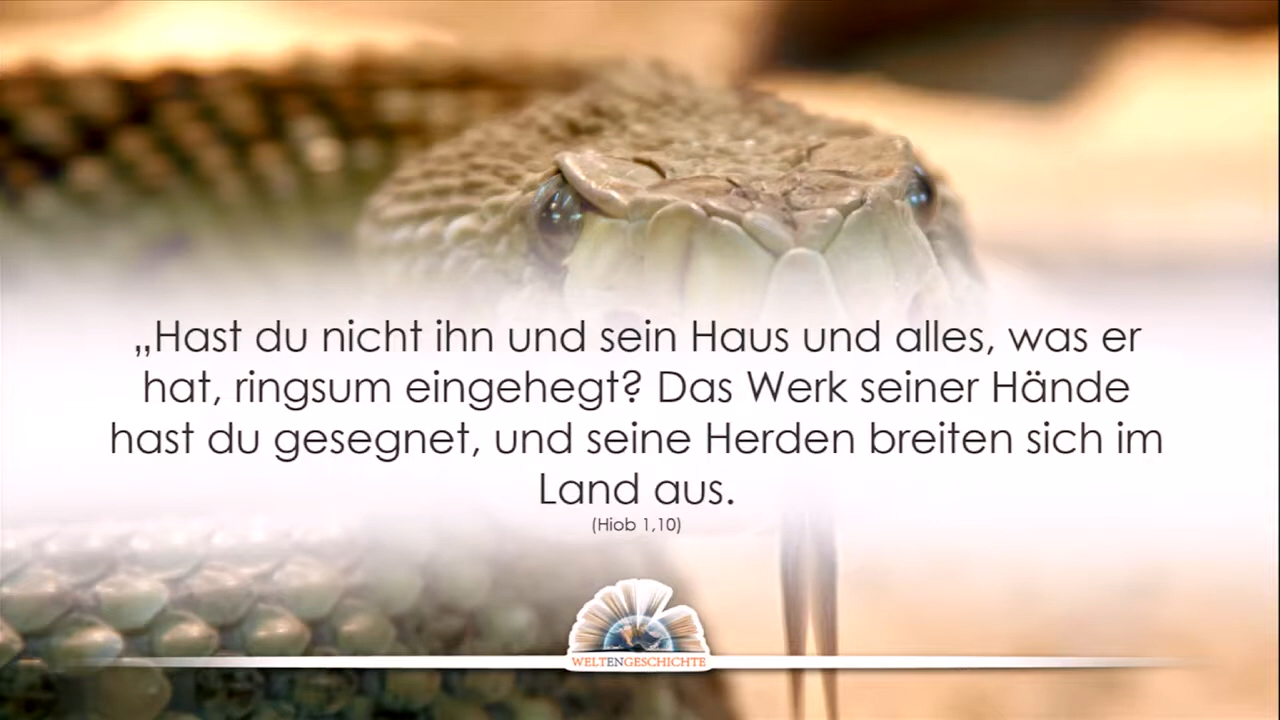 „Hast du nicht ihn und sein Haus und alles, was er
hat, ringsum eingehegt? Das Werk seiner Hände
hast du gesegnet, und seine Herden breiten sich im
Land aus.
(Hiob 1,10)
WELTENGESCHICHTE